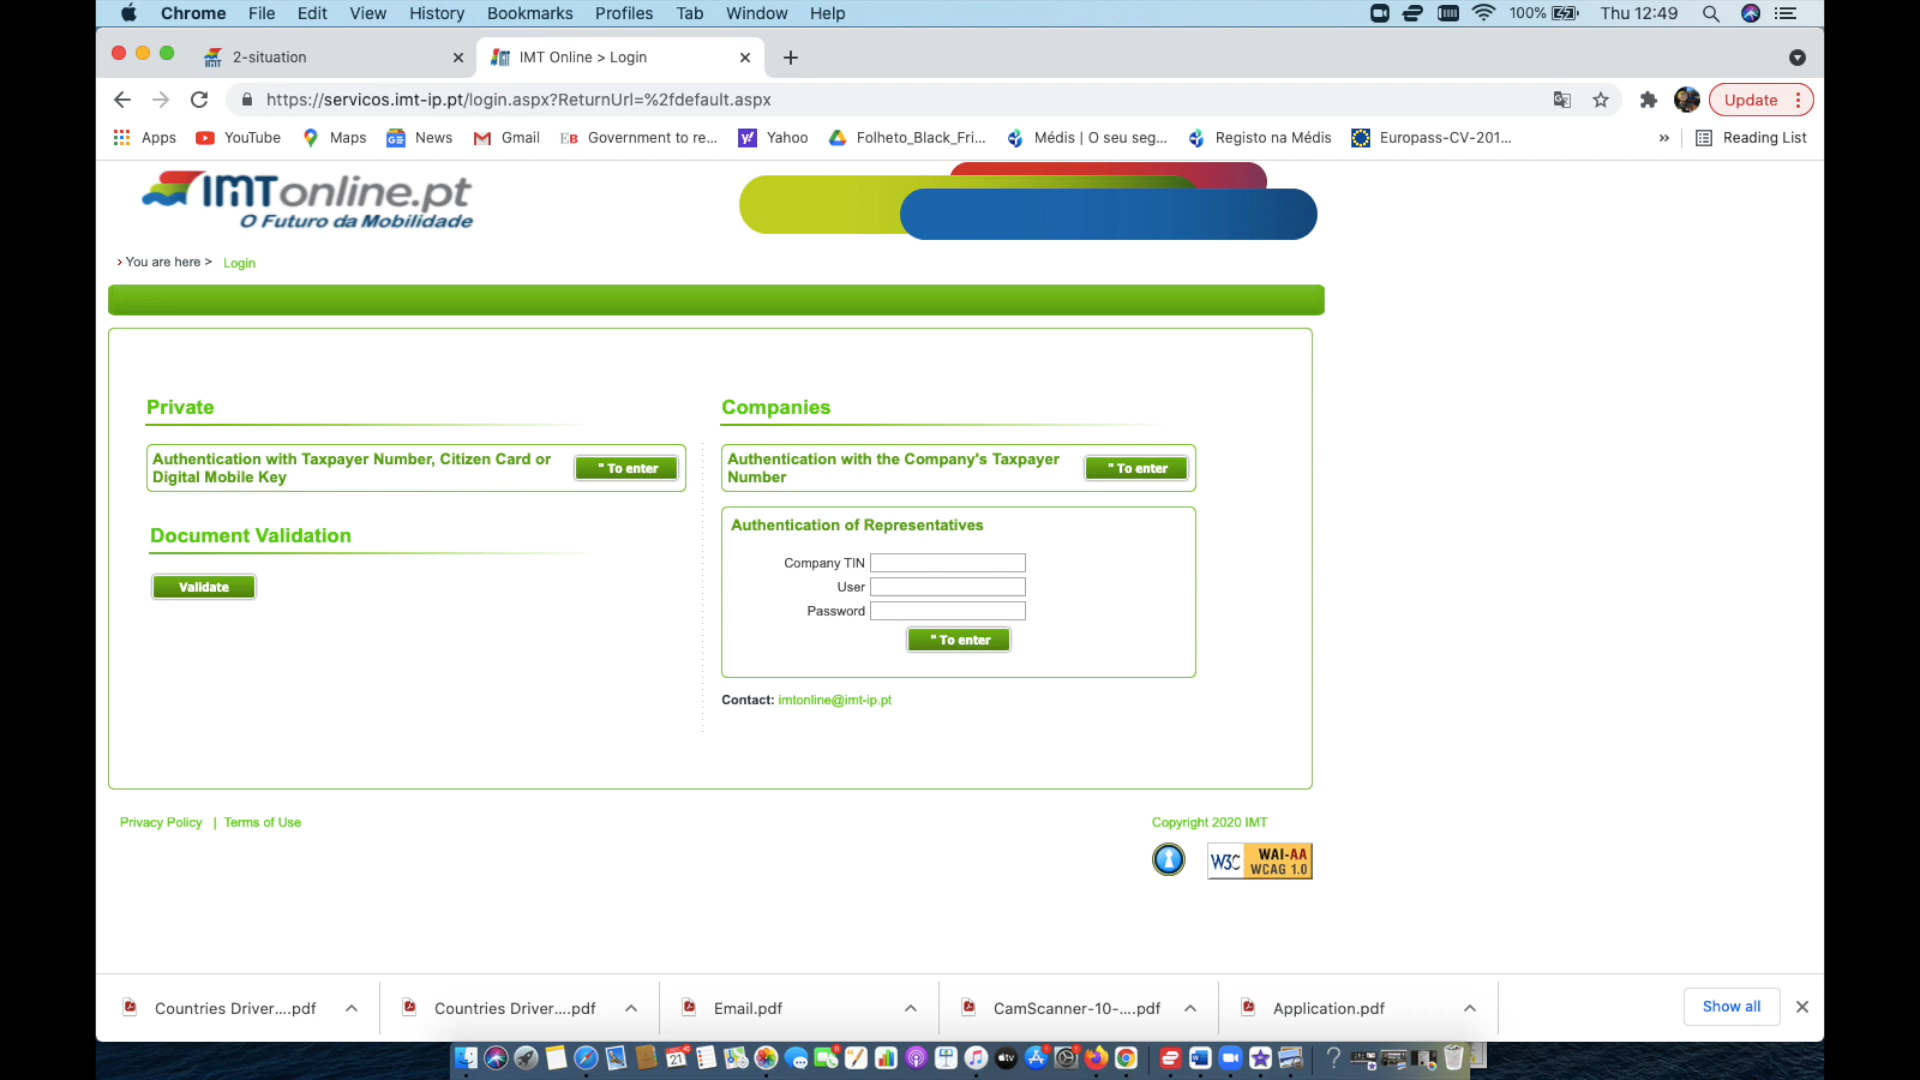 Chrome File Edit View History Bookmarks Profiles Tab Window Help 100% Thu 12:49
2-situation IMT Online > Login
https://servicos.imt-ip.pt/login.aspx?ReturnUrl=%2fdefault.aspx Update
Apps YouTube Maps News Gmail EB Government to re... Yahoo Folheto_Black_Fri... Médis | O seu seg... Registo na Médis Europass-CV-201... » Reading List
IMTonline.pt
O Futuro da Mobilidade
You are here > Login
Private
Authentication with Taxpayer Number, Citizen Card or
Digital Mobile Key
" To enter
Document Validation
Validate
Companies
Authentication with the Company's Taxpayer
Number
" To enter
Authentication of Representatives
Company TIN
User
Password
" To enter
Contact: imtonline@imt-ip.pt
Privacy Policy | Terms of Use
Copyright 2020 IMT
W3C WAI-AA
WCAG 1.0
Countries Driver....pdf Countries Driver....pdf Email.pdf CamScanner-10-....pdf Application.pdf Show all